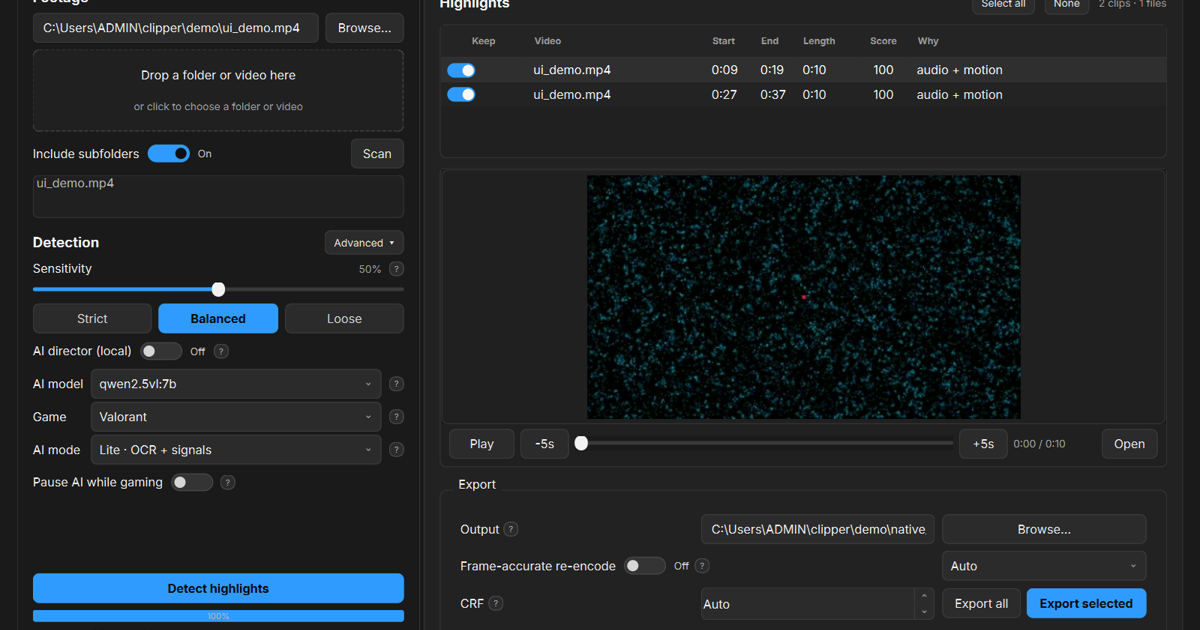 Footage
C:\Users\ADMIN\clipper\demo\ui_demo.mp4
Browse...
Drop a folder or video here
or click to choose a folder or video
Include subfolders On
Scan
ui_demo.mp4
Detection
Advanced
Sensitivity
50% ?
Strict Balanced Loose
AI director (local) Off ?
AI model qwen2.5vl:7b ?
Game Valorant ?
AI mode Lite · OCR + signals ?
Pause AI while gaming ?
Detect highlights
100%
Highlights
Select all None 2 clips · 1 files
Keep Video Start End Length Score Why
ui_demo.mp4 0:09 0:19 0:10 100 audio + motion
ui_demo.mp4 0:27 0:37 0:10 100 audio + motion
Play -5s +5s 0:00 / 0:10 Open
Export
Output ? C:\Users\ADMIN\clipper\demo\native_ Browse...
Frame-accurate re-encode Off ? Auto
CRF ? Auto Export all Export selected